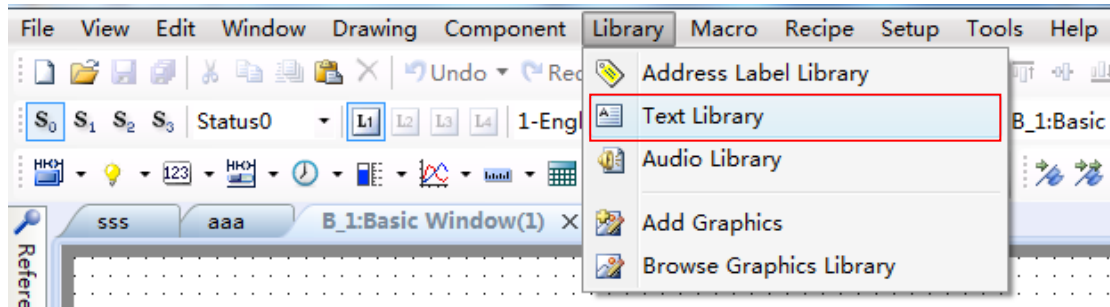 File View Edit Window Drawing Component Library Macro Recipe Setup Tools Help
Undo Rec Address Label Library
S0 S1 S2 S3 Status0 L1 L2 L3 L4 1-Engl Text Library B_1:Basic
123 Audio Library
sss aaa B_1:Basic Window(1) Add Graphics
Browse Graphics Library
Refere